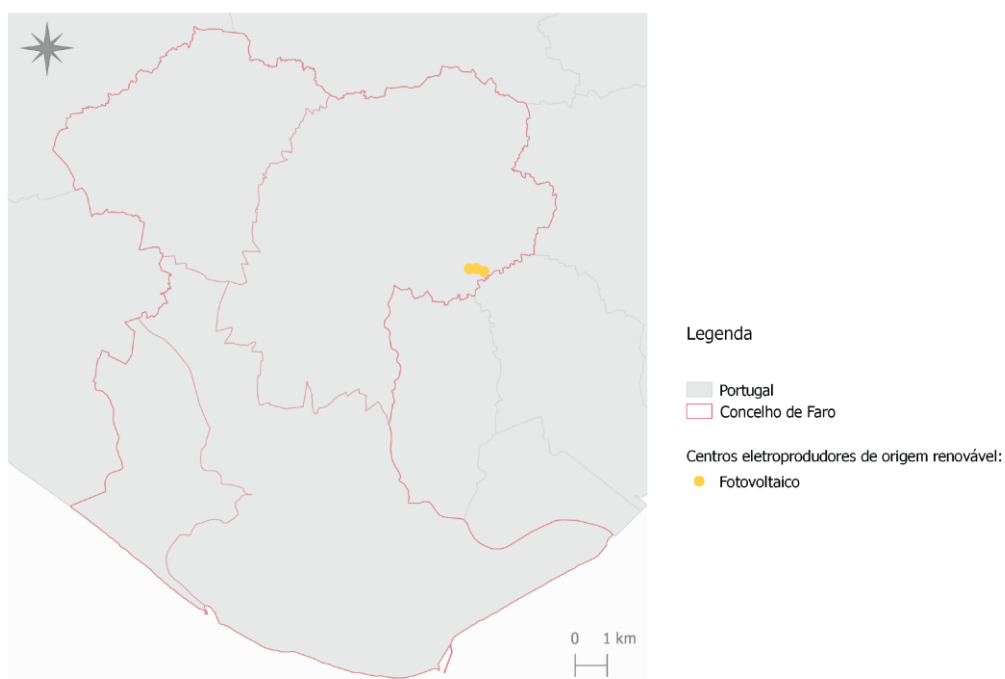 Legenda
Portugal
Concelho de Faro
Centros eletroprodudores de origem renovável:
Fotovoltaico
0 1 km